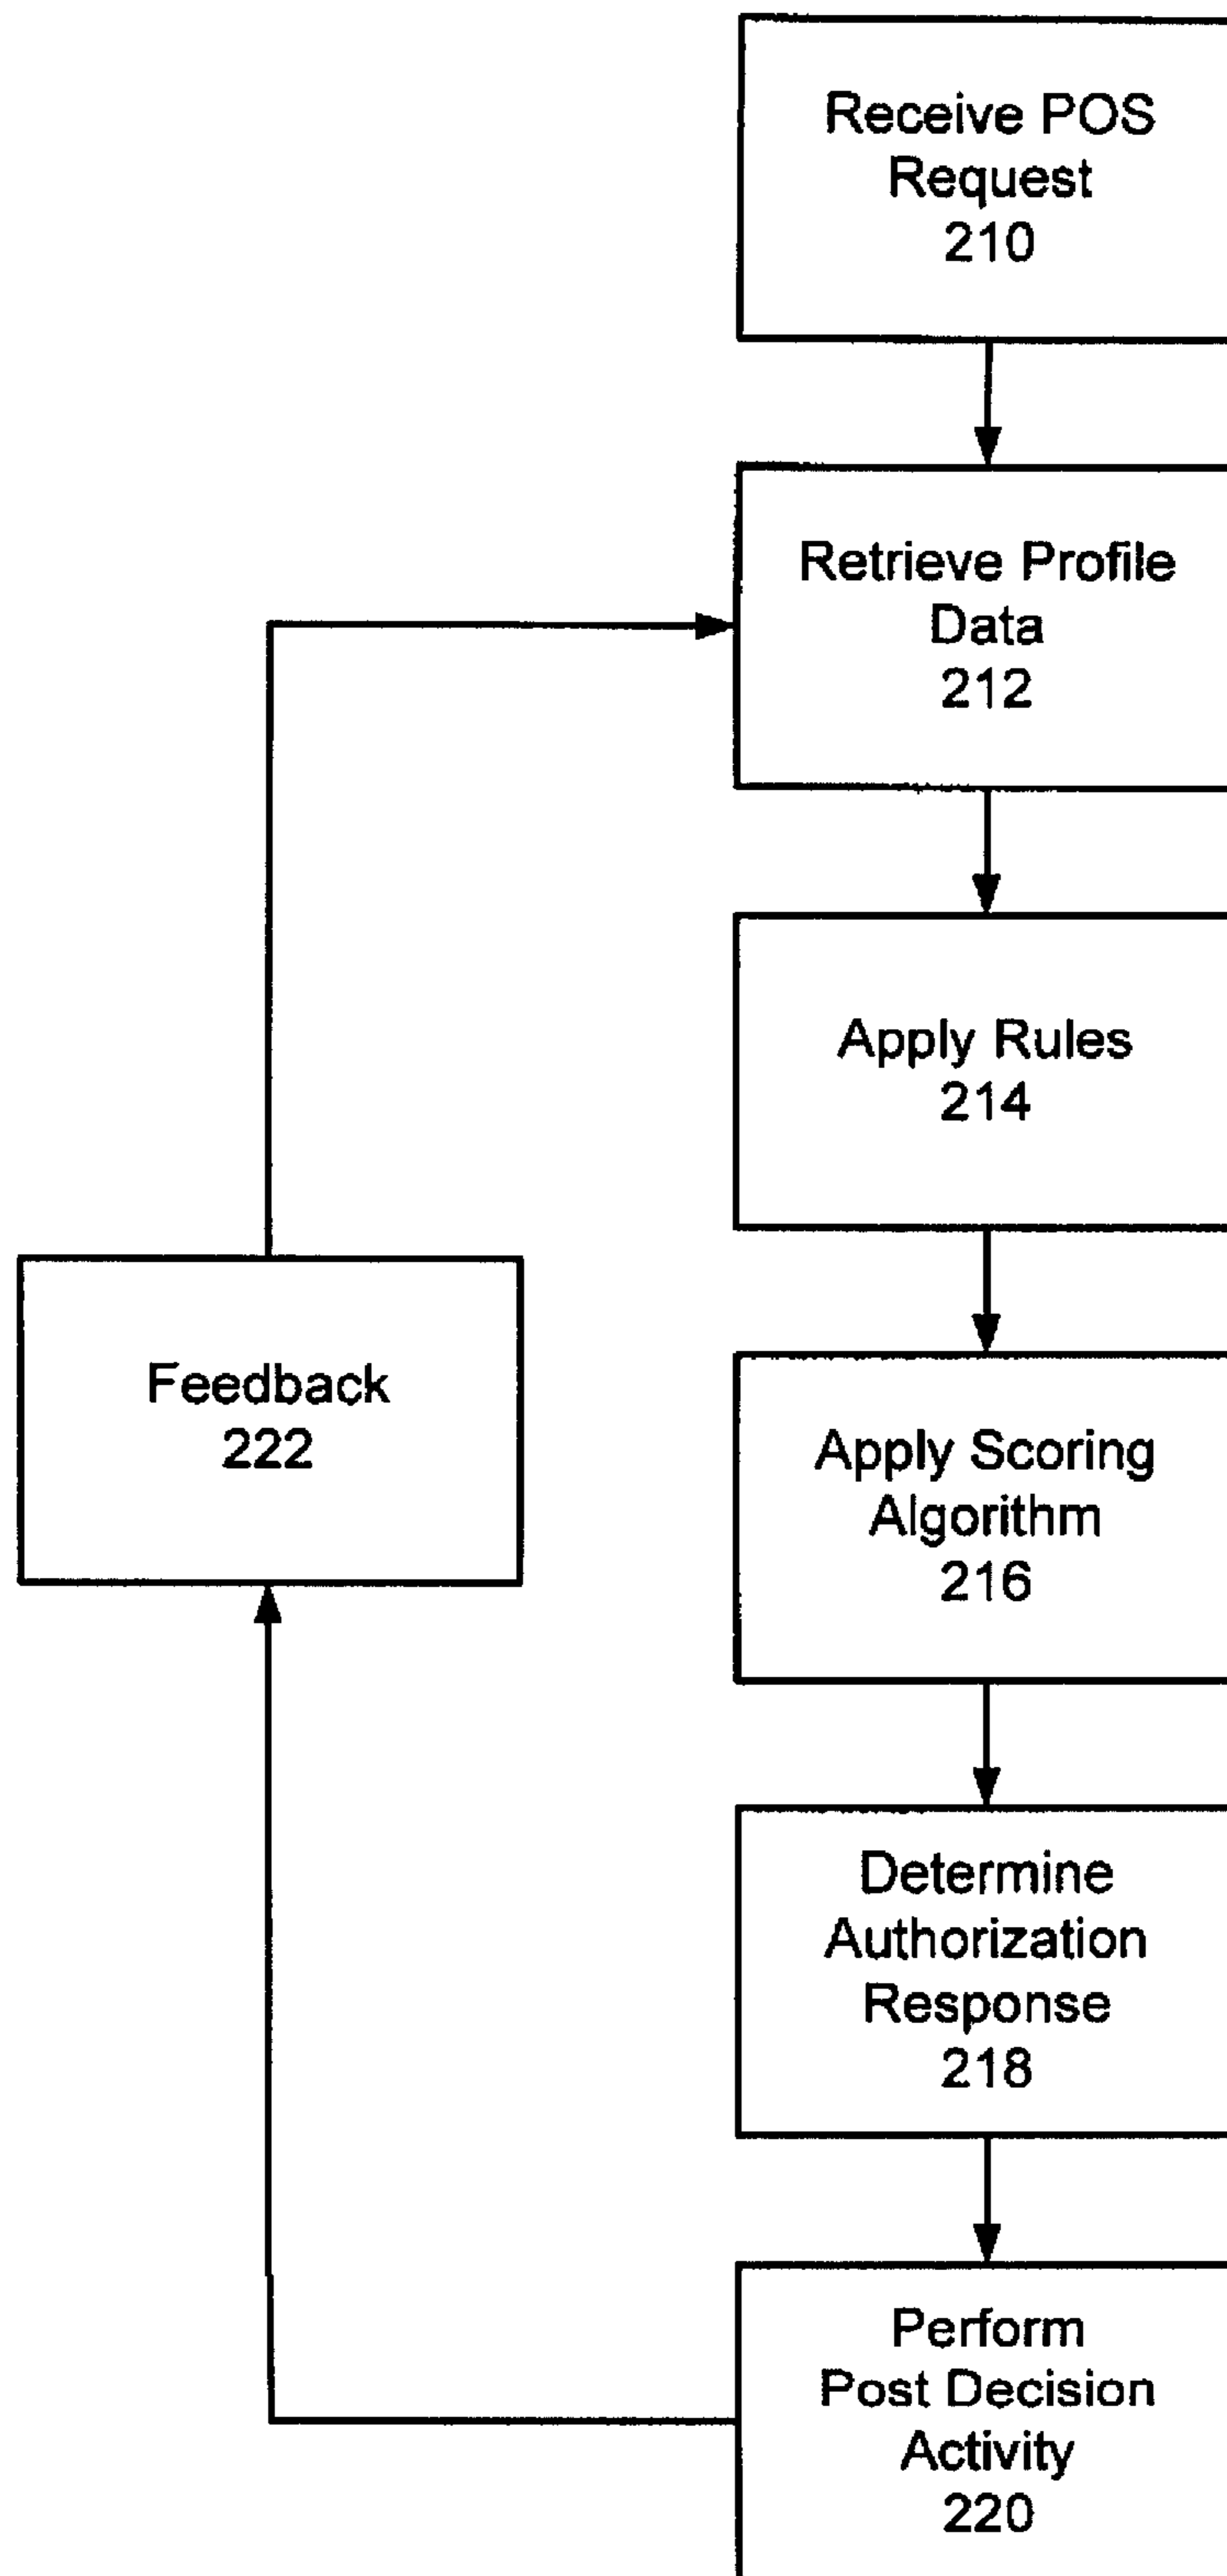 Receive POS
Request
210
Retrieve Profile
Data
212
Apply Rules
214
Feedback
222
Apply Scoring
Algorithm
216
Determine
Authorization
Response
218
Perform
Post Decision
Activity
220